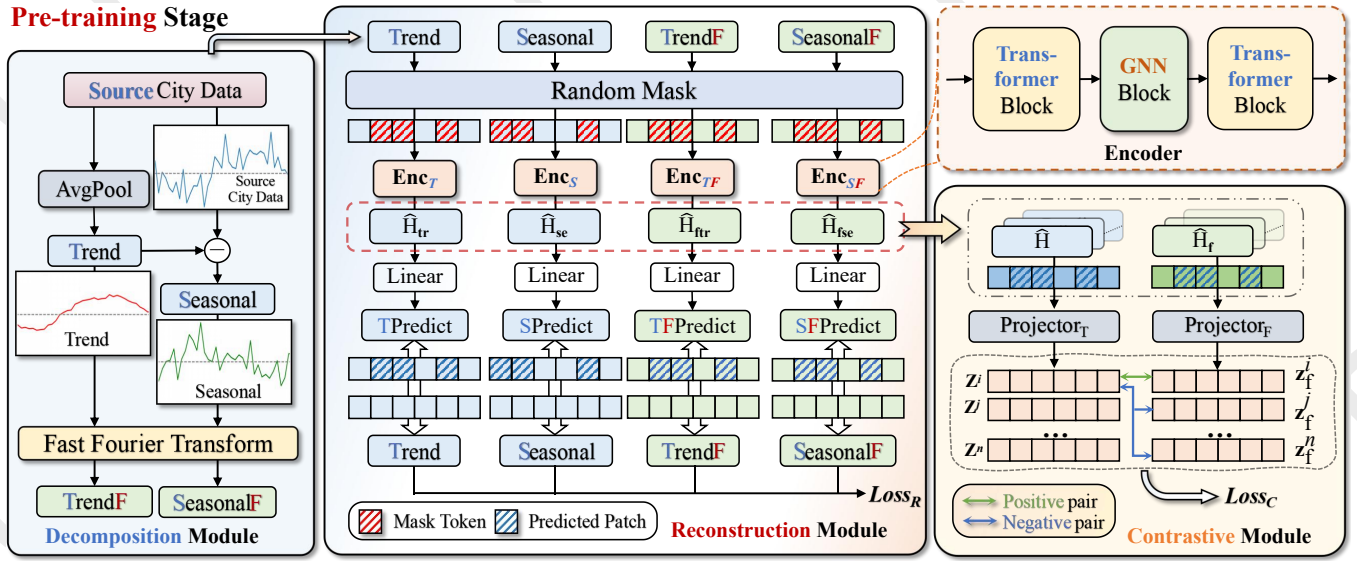 Pre-training Stage
Source City Data
AvgPool
Source
City Data
Trend
Seasonal
Trend
Seasonal
Fast Fourier Transform
TrendF
SeasonalF
Decomposition Module
Trend
Seasonal
TrendF
SeasonalF
Random Mask
Enc_T
Enc_S
Enc_TF
Enc_SF
Ĥ_tr
Ĥ_se
Ĥ_ftr
Ĥ_fse
Linear
Linear
Linear
Linear
TPredict
SPredict
TFPredict
SFPredict
Trend
Seasonal
TrendF
SeasonalF
Loss_R
Mask Token
Predicted Patch
Reconstruction Module
Trans-
former
Block
GNN
Block
Trans-
former
Block
Encoder
Ĥ
Ĥ_f
Projector_T
Projector_F
z^i
z_f^i
z^j
z_f^j
...
...
z^n
z_f^n
Positive pair
Negative pair
Loss_C
Contrastive Module